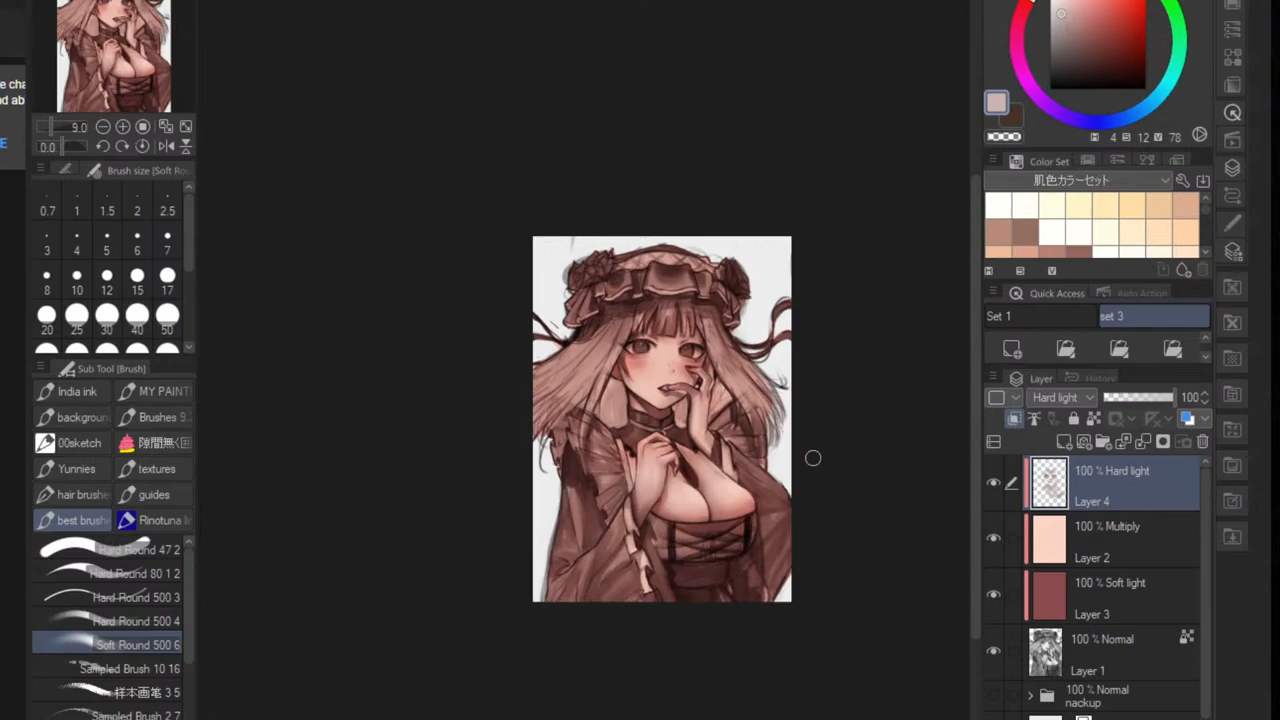 e cha
nd ab
E
9.0
0.0
Brush size [Soft Rou
0.7 1 1.5 2 2.5
3 4 5 6 7
8 10 12 15 17
20 25 30 40 50
Sub Tool [Brush]
India ink MY PAINT
backgroun Brushes 9.
00sketch 隙間無く囲
Yunnies textures
hair brushe guides
best brush Rinotuna li
Hard Round 47 2
Hard Round 80 1 2
Hard Round 500 3
Hard Round 500 4
Soft Round 500 6
Sampled Brush 10 16
样本画笔 3 5
Sampled Brush 2 7
H 4 S 12 V 78
Color Set
肌色カラーセット
H S V
Quick Access Auto Action
Set 1 set 3
Layer History
Hard light 100
100 % Hard light
Layer 4
100 % Multiply
Layer 2
100 % Soft light
Layer 3
100 % Normal
Layer 1
100 % Normal
nackup